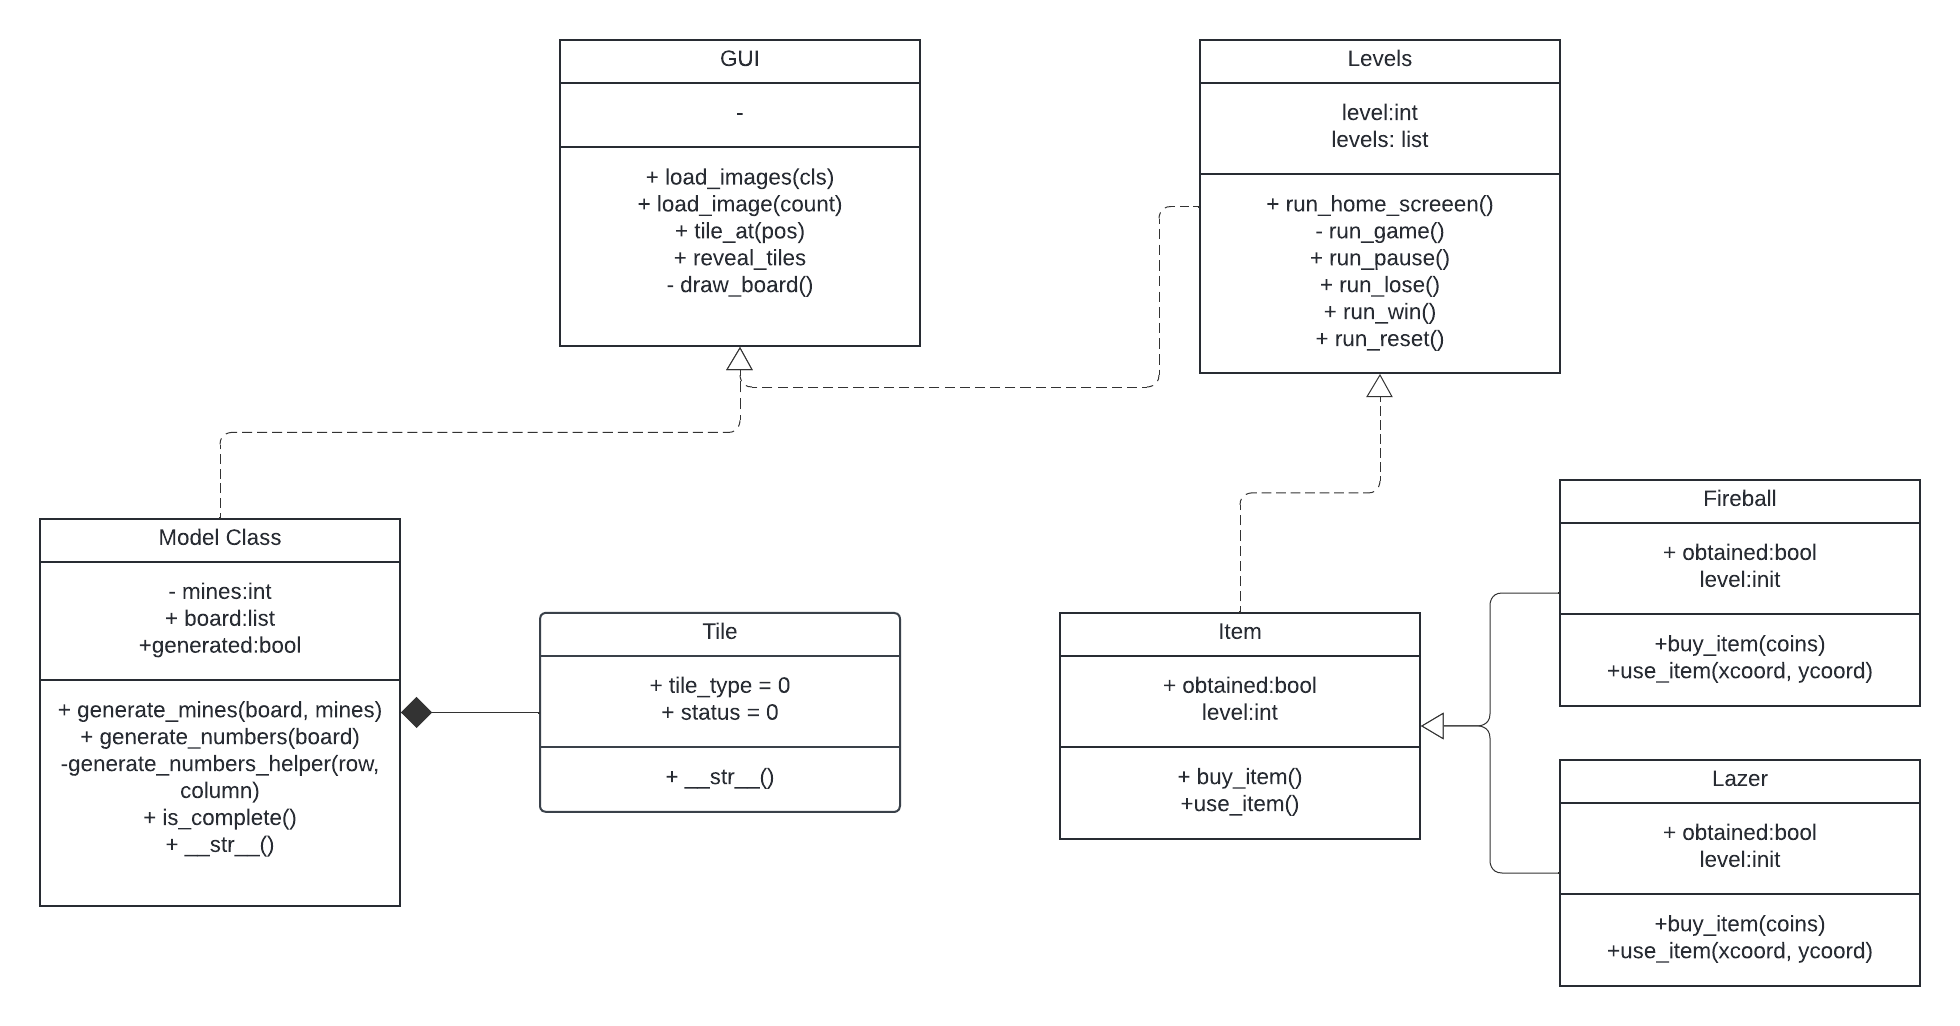 GUI
-
+ load_images(cls)
+ load_image(count)
+ tile_at(pos)
+ reveal_tiles
- draw_board()
Levels
level:int
levels: list
+ run_home_screeen()
- run_game()
+ run_pause()
+ run_lose()
+ run_win()
+ run_reset()
Model Class
- mines:int
+ board:list
+generated:bool
+ generate_mines(board, mines)
+ generate_numbers(board)
-generate_numbers_helper(row,
column)
+ is_complete()
+ __str__()
Tile
+ tile_type = 0
+ status = 0
+ __str__()
Item
+ obtained:bool
level:int
+ buy_item()
+use_item()
Fireball
+ obtained:bool
level:init
+buy_item(coins)
+use_item(xcoord, ycoord)
Lazer
+ obtained:bool
level:init
+buy_item(coins)
+use_item(xcoord, ycoord)